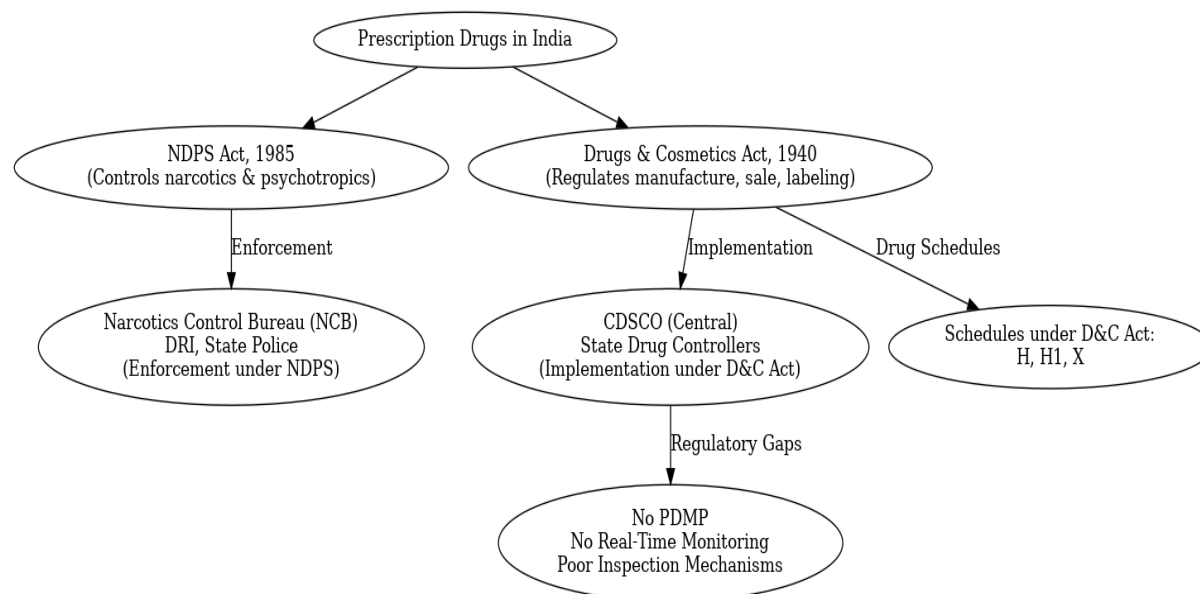 Prescription Drugs in India
NDPS Act, 1985
(Controls narcotics & psychotropics)
Drugs & Cosmetics Act, 1940
(Regulates manufacture, sale, labeling)
Enforcement
Implementation
Drug Schedules
Narcotics Control Bureau (NCB)
DRI, State Police
(Enforcement under NDPS)
CDSCO (Central)
State Drug Controllers
(Implementation under D&C Act)
Schedules under D&C Act:
H, H1, X
Regulatory Gaps
No PDMP
No Real-Time Monitoring
Poor Inspection Mechanisms